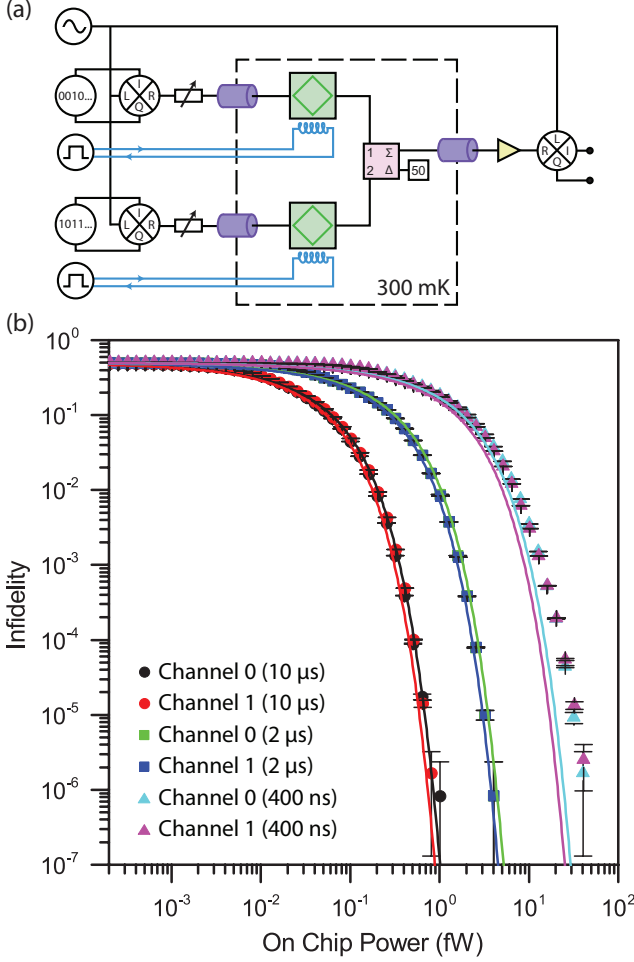 (a)
0010...
I
L R
Q
1011...
I
L R
Q
1 Σ
2 Δ
50
L
R I
Q
300 mK
(b)
10⁰
10⁻¹
10⁻²
10⁻³
10⁻⁴
10⁻⁵
10⁻⁶
10⁻⁷
Infidelity
Channel 0 (10 μs)
Channel 1 (10 μs)
Channel 0 (2 μs)
Channel 1 (2 μs)
Channel 0 (400 ns)
Channel 1 (400 ns)
10⁻³ 10⁻² 10⁻¹ 10⁰ 10¹ 10²
On Chip Power (fW)